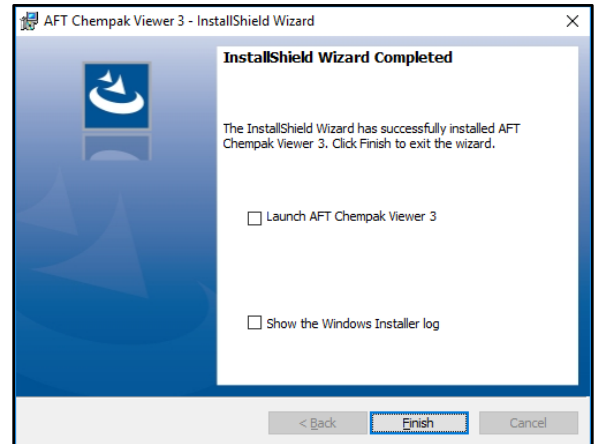 AFT Chempak Viewer 3 - InstallShield Wizard
InstallShield Wizard Completed
The InstallShield Wizard has successfully installed AFT
Chempak Viewer 3. Click Finish to exit the wizard.
Launch AFT Chempak Viewer 3
Show the Windows Installer log
< Back Finish Cancel